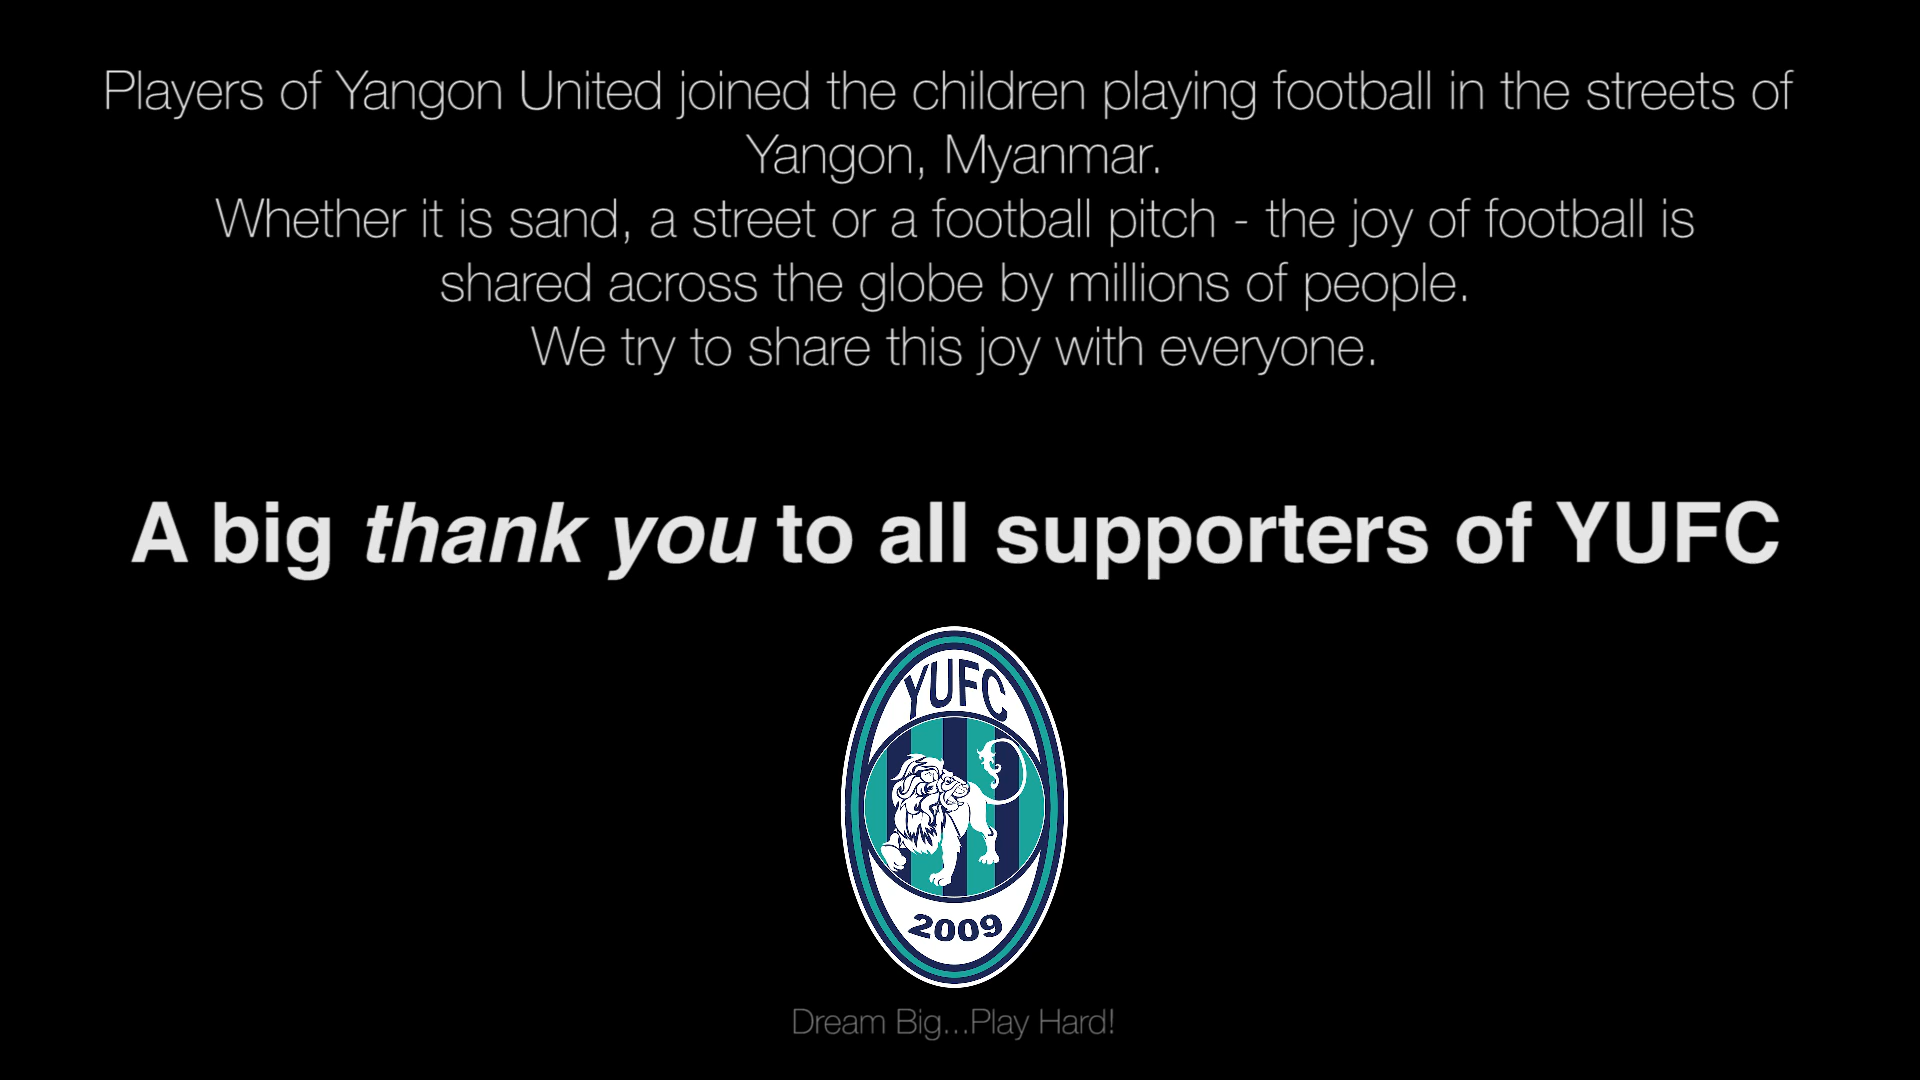 Players of Yangon United joined the children playing football in the streets of
Yangon, Myanmar.
Whether it is sand, a street or a football pitch - the joy of football is
shared across the globe by millions of people.
We try to share this joy with everyone.
A big thank you to all supporters of YUFC
YUFC
2009
Dream Big...Play Hard!